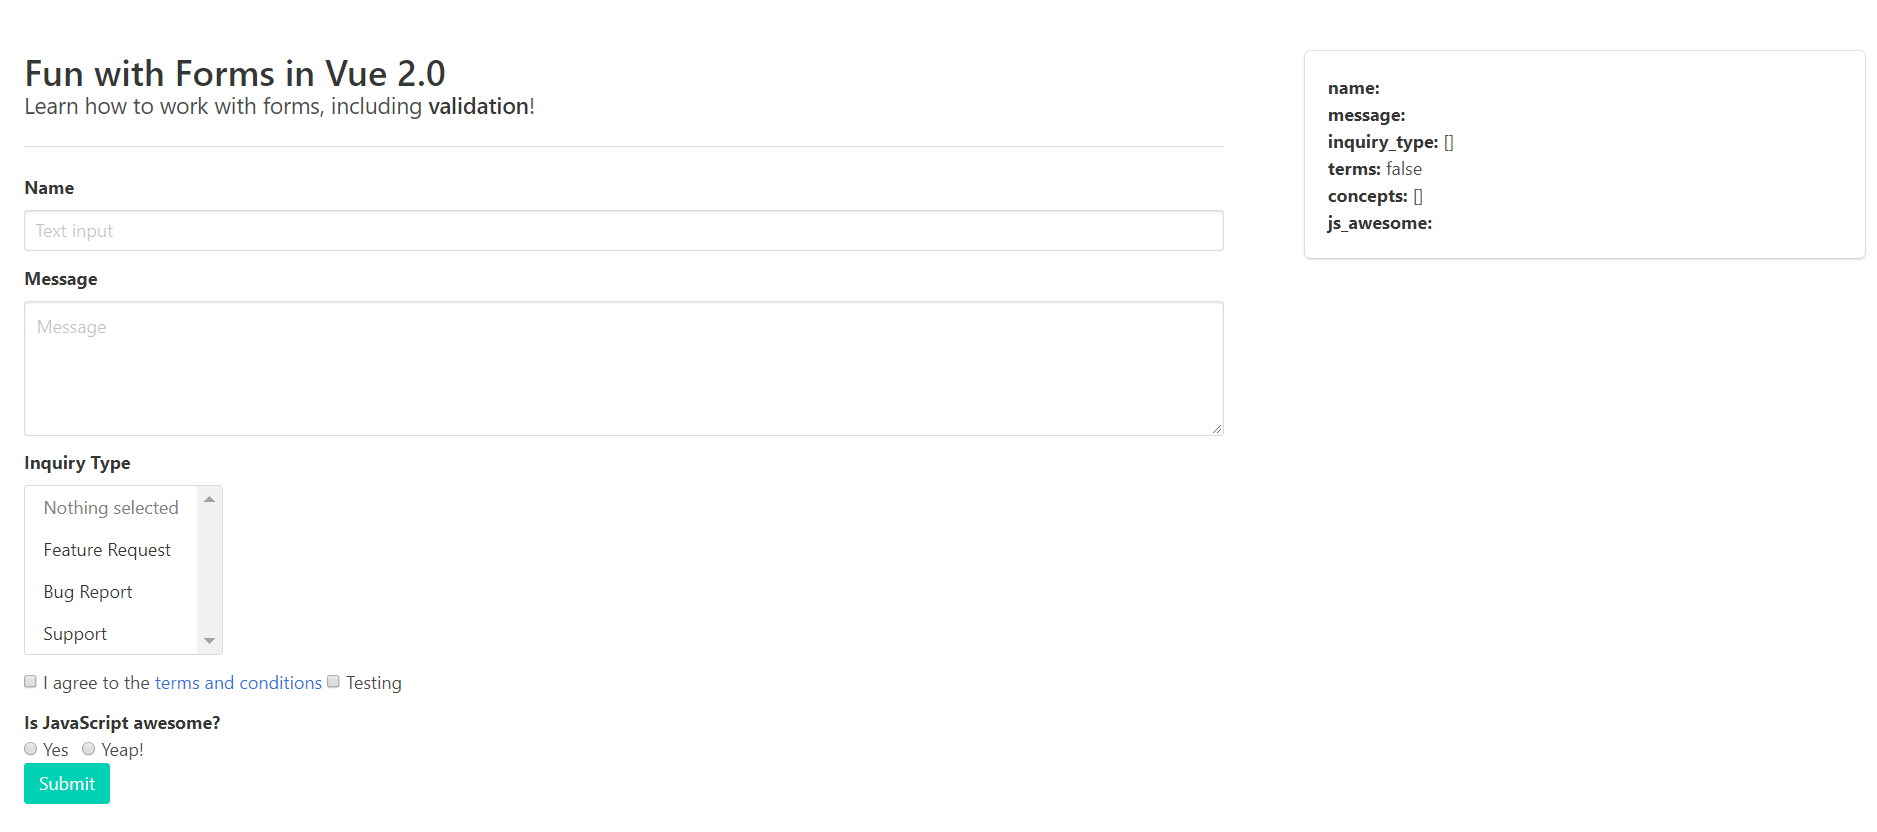 Fun with Forms in Vue 2.0
Learn how to work with forms, including validation!
Name
Text input
Message
Message
Inquiry Type
Nothing selected
Feature Request
Bug Report
Support
I agree to the terms and conditions Testing
Is JavaScript awesome?
Yes Yeap!
Submit
name:
message:
inquiry_type: []
terms: false
concepts: []
js_awesome: